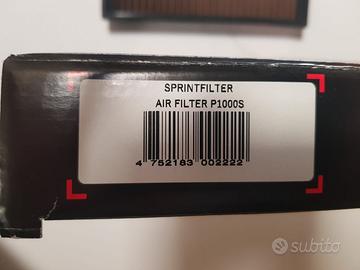 SPRINTFILTER
AIR FILTER P1000S
4 752183 002222
subito